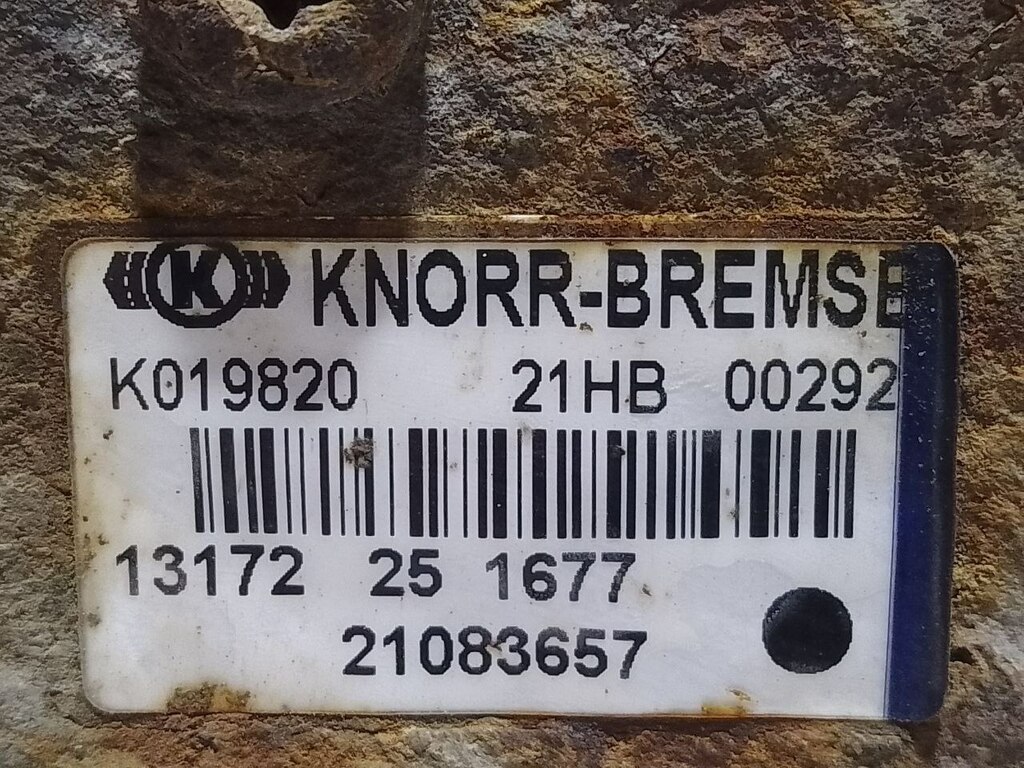 K KNORR-BREMSE
K019820 21HB 00292
13172 25 1677
21083657